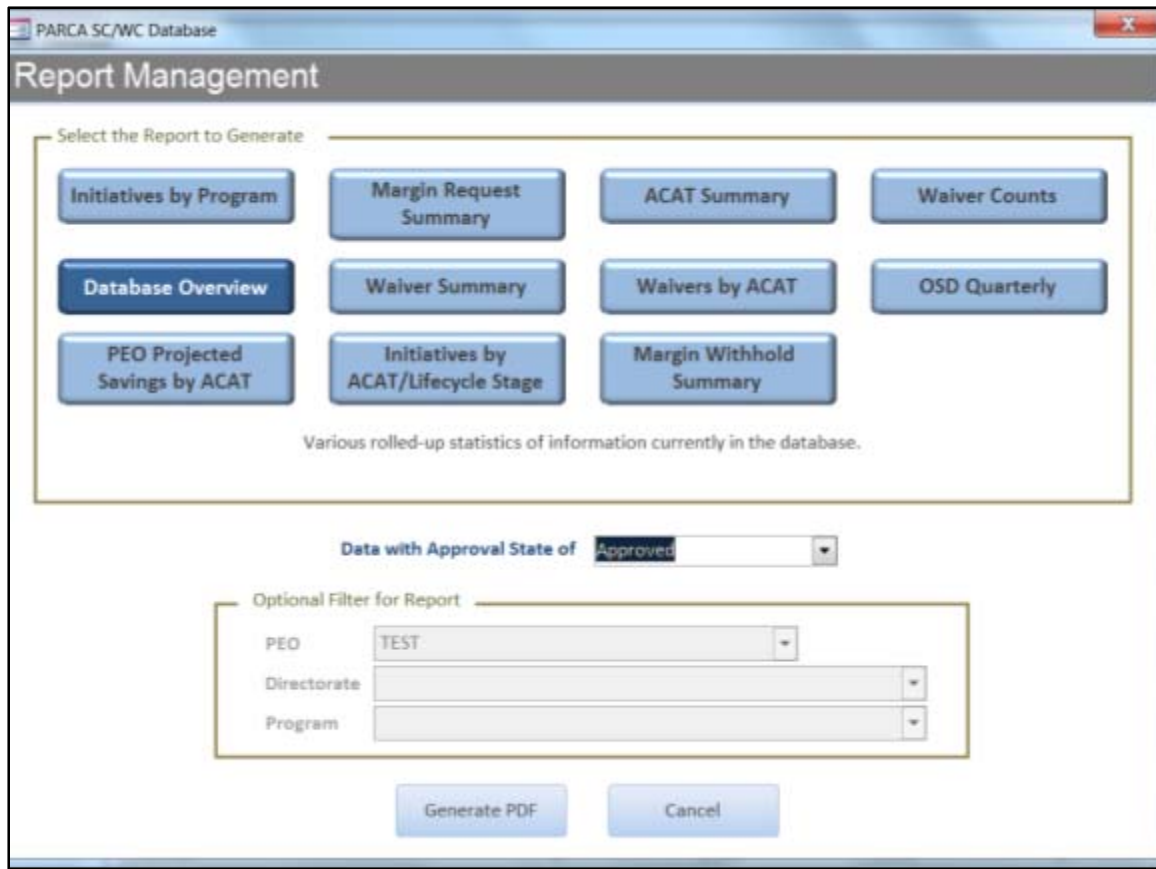 PARCA SC/WC Database
X
Report Management
Select the Report to Generate
Initiatives by Program
Margin Request
Summary
ACAT Summary
Waiver Counts
Database Overview
Waiver Summary
Waivers by ACAT
OSD Quarterly
PEO Projected
Savings by ACAT
Initiatives by
ACAT/Lifecycle Stage
Margin Withhold
Summary
Various rolled-up statistics of information currently in the database.
Data with Approval State of Approved
Optional Filter for Report
PEO TEST
Directorate
Program
Generate PDF
Cancel